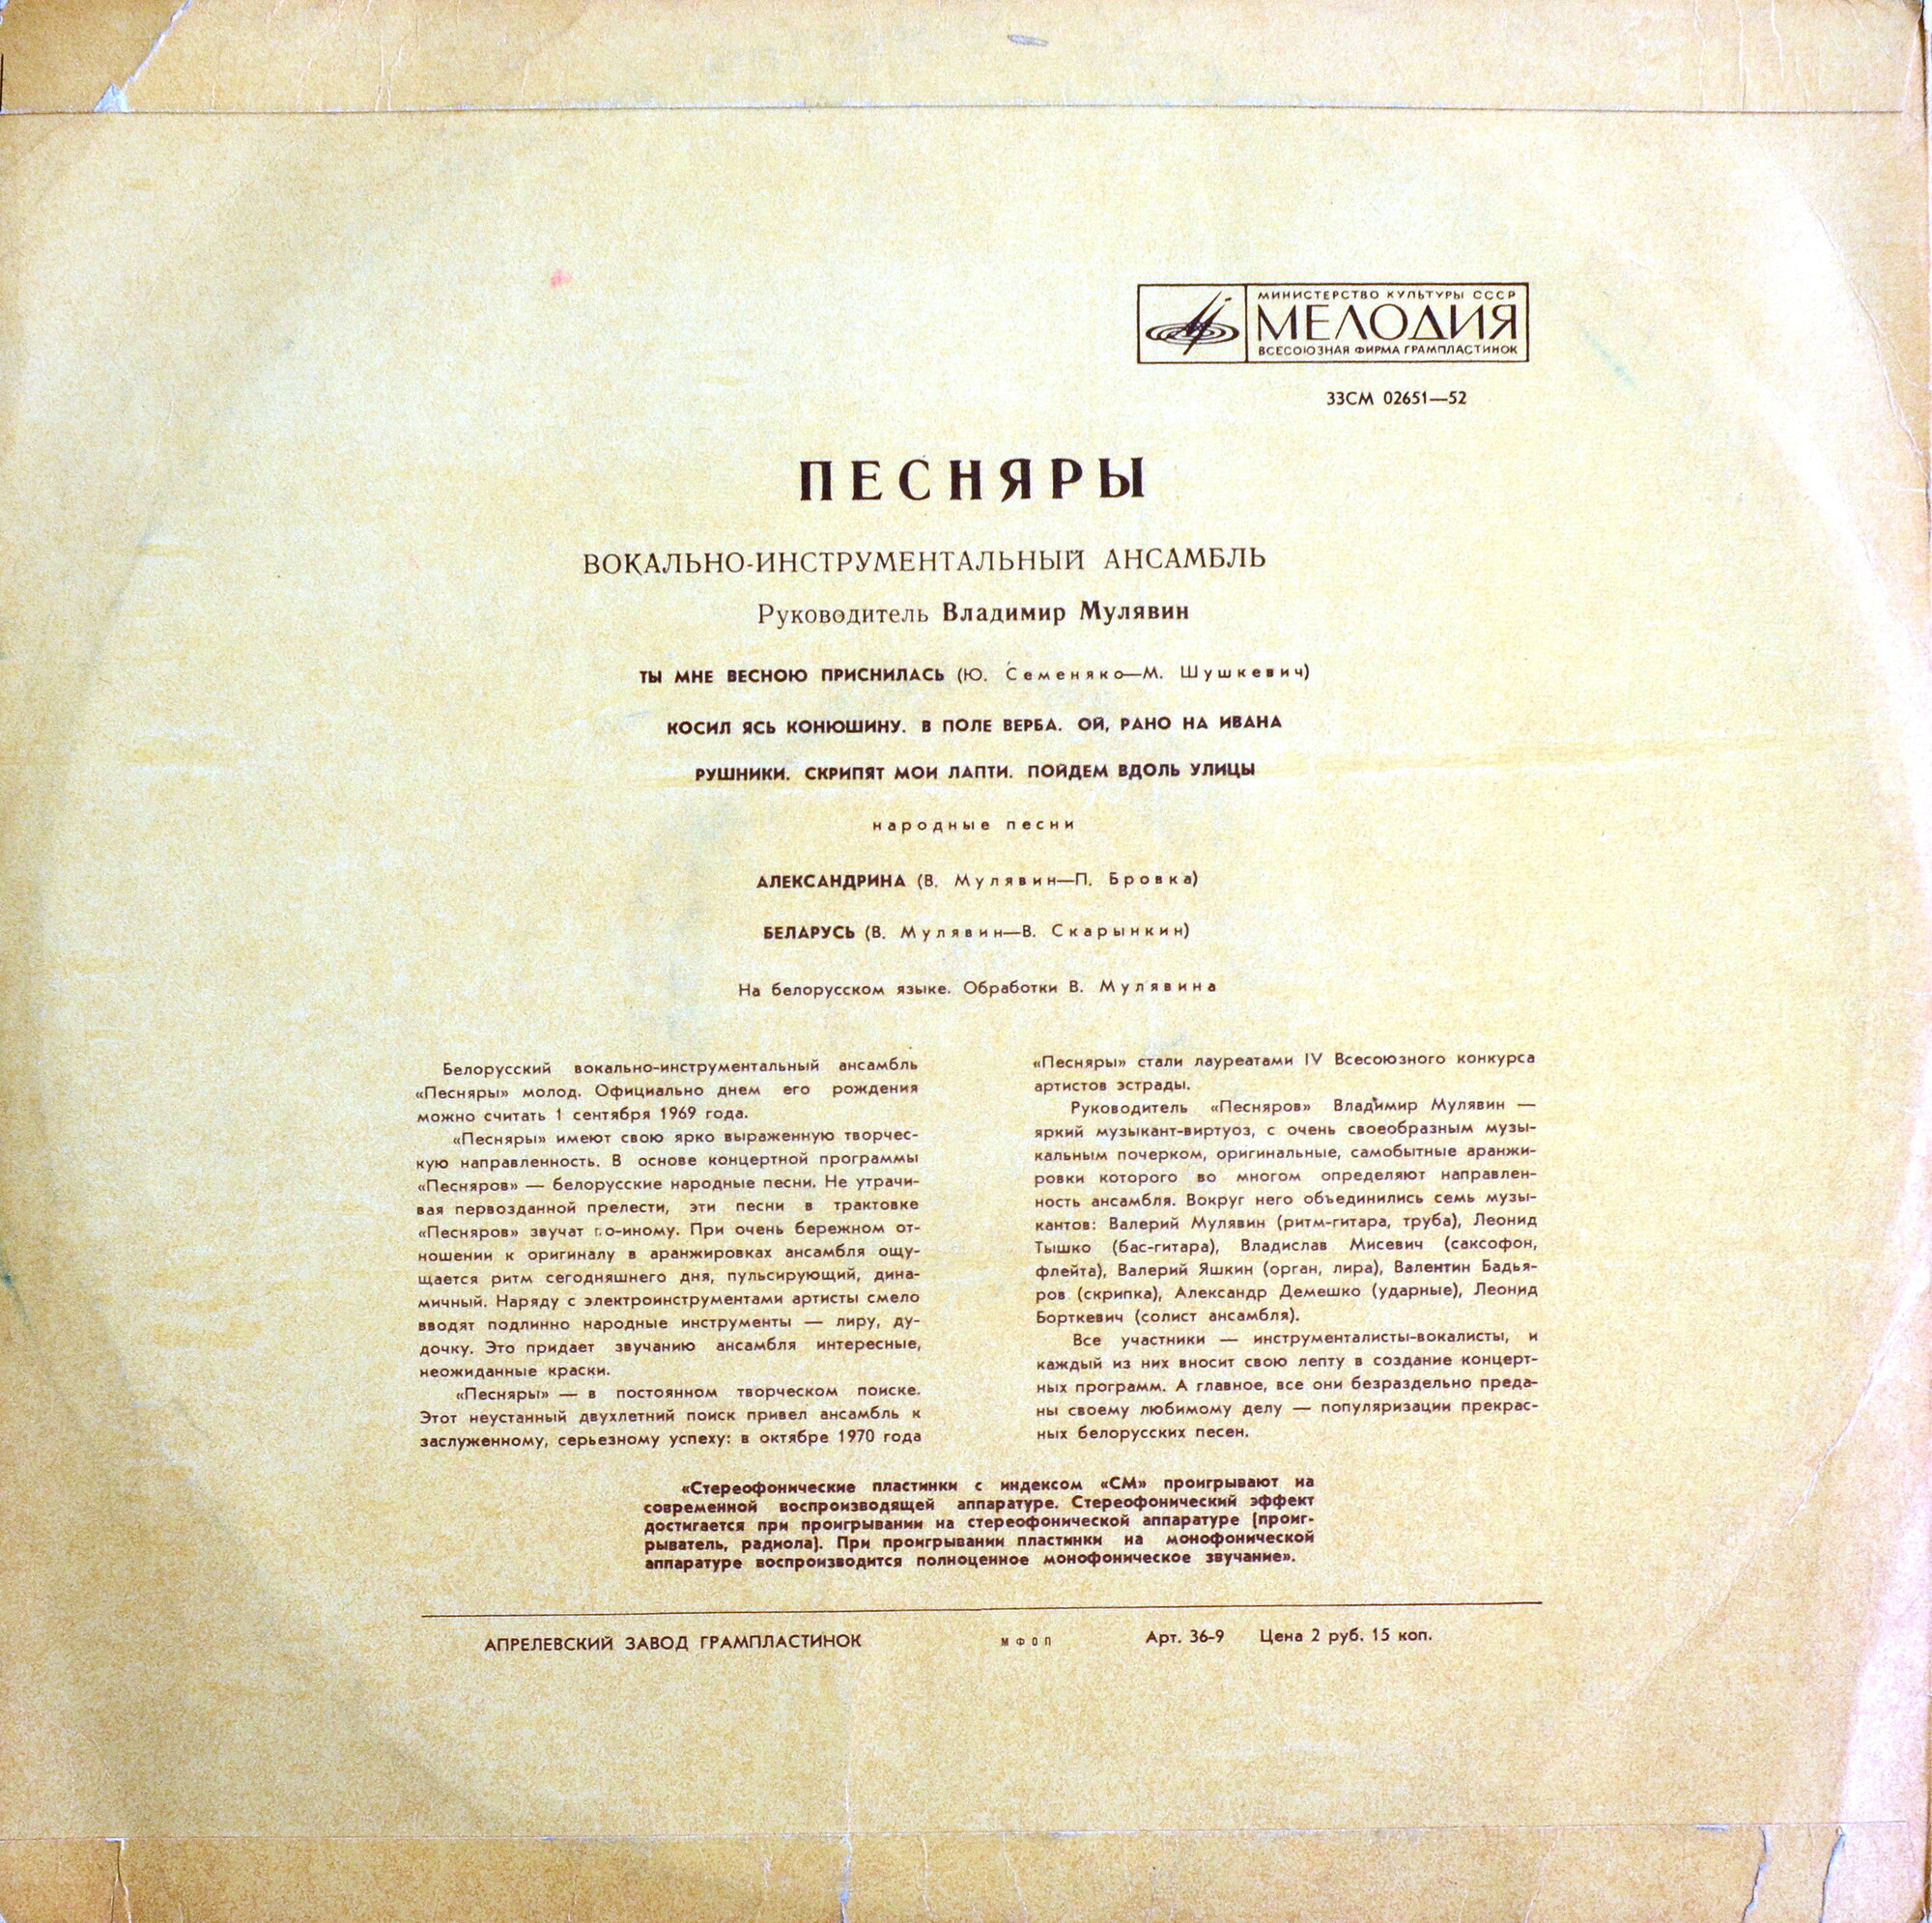 МИНИСТЕРСТВО КУЛЬТУРЫ СССР
МЕЛОДИЯ
ВСЕСОЮЗНАЯ ФИРМА ГРАМПЛАСТИНОК
33СМ 02651—52
ПЕСНЯРЫ
ВОКАЛЬНО-ИНСТРУМЕНТАЛЬНЫЙ АНСАМБЛЬ
Руководитель Владимир Мулявин
ТЫ МНЕ ВЕСНОЮ ПРИСНИЛАСЬ (Ю. Семеняко—М. Шушкевич)
КОСИЛ ЯСЬ КОНЮШИНУ. В ПОЛЕ ВЕРБА. ОЙ, РАНО НА ИВАНА
РУШНИКИ. СКРИПЯТ МОИ ЛАПТИ. ПОЙДЕМ ВДОЛЬ УЛИЦЫ
народные песни
АЛЕКСАНДРИНА (В. Мулявин—П. Бровка)
БЕЛАРУСЬ (В. Мулявин—В. Скарынкин)
На белорусском языке. Обработки В. Мулявина
Белорусский вокально-инструментальный ансамбль
«Песняры» молод. Официально днем его рождения
можно считать 1 сентября 1969 года.
«Песняры» имеют свою ярко выраженную творчес-
кую направленность. В основе концертной программы
«Песняров» — белорусские народные песни. Не утрачи-
вая первозданной прелести, эти песни в трактовке
«Песняров» звучат по-иному. При очень бережном от-
ношении к оригиналу в аранжировках ансамбля ощу-
щается ритм сегодняшнего дня, пульсирующий, дина-
мичный. Наряду с электроинструментами артисты смело
вводят подлинно народные инструменты — лиру, ду-
дочку. Это придает звучанию ансамбля интересные,
неожиданные краски.
«Песняры» — в постоянном творческом поиске.
Этот неустанный двухлетний поиск привел ансамбль к
заслуженному, серьезному успеху: в октябре 1970 года
«Песняры» стали лауреатами IV Всесоюзного конкурса
артистов эстрады.
Руководитель «Песняров» Владимир Мулявин —
яркий музыкант-виртуоз, с очень своеобразным музы-
кальным почерком, оригинальные, самобытные аранжи-
ровки которого во многом определяют направлен-
ность ансамбля. Вокруг него объединились семь музы-
кантов: Валерий Мулявин (ритм-гитара, труба), Леонид
Тышко (бас-гитара), Владислав Мисевич (саксофон,
флейта), Валерий Яшкин (орган, лира), Валентин Бадья-
ров (скрипка), Александр Демешко (ударные), Леонид
Борткевич (солист ансамбля).
Все участники — инструменталисты-вокалисты, и
каждый из них вносит свою лепту в создание концерт-
ных программ. А главное, все они безраздельно преда-
ны своему любимому делу — популяризации прекрас-
ных белорусских песен.
«Стереофонические пластинки с индексом «СМ» проигрывают на
современной воспроизводящей аппаратуре. Стереофонический эффект
достигается при проигрывании на стереофонической аппаратуре (проиг-
рыватель, радиола). При проигрывании пластинки на монофонической
аппаратуре воспроизводится полноценное монофоническое звучание».
АПРЕЛЕВСКИЙ ЗАВОД ГРАМПЛАСТИНОК МФОП Арт. 36-9 Цена 2 руб. 15 коп.